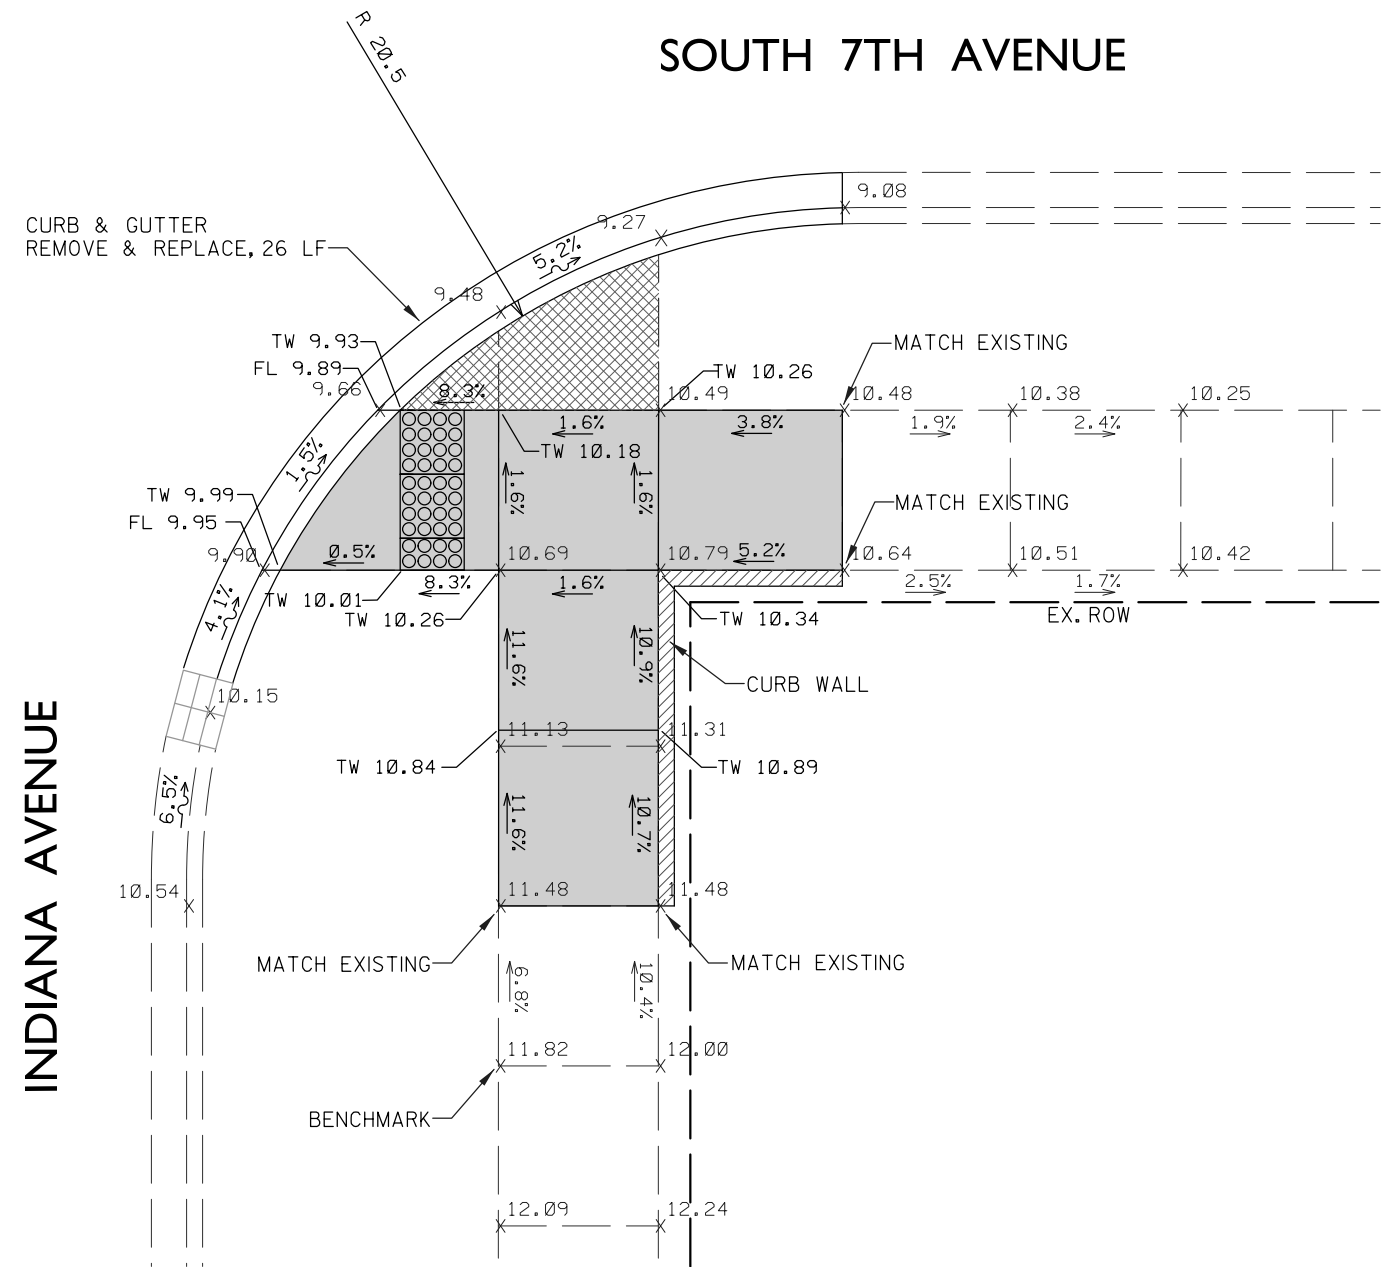 R 20.5
SOUTH 7TH AVENUE
9.08
CURB & GUTTER
REMOVE & REPLACE, 26 LF
9.27
5.2%
9.48
TW 9.93
FL 9.89
9.66
8.3%
MATCH EXISTING
TW 10.26
10.49
10.48
10.38
10.25
1.6%
3.8%
1.9%
2.4%
TW 10.18
1.5%
1.6%
1.6%
TW 9.99
FL 9.95
MATCH EXISTING
9.90
0.5%
10.69
10.79
5.2%
10.64
10.51
10.42
8.3%
1.6%
2.5%
1.7%
TW 10.01
TW 10.26
TW 10.34
EX. ROW
4.1%
11.6%
10.9%
CURB WALL
10.15
11.13
11.31
TW 10.84
TW 10.89
6.5%
11.6%
10.7%
10.54
11.48
11.48
INDIANA AVENUE
MATCH EXISTING
MATCH EXISTING
6.8%
10.4%
11.82
12.00
BENCHMARK
12.09
12.24